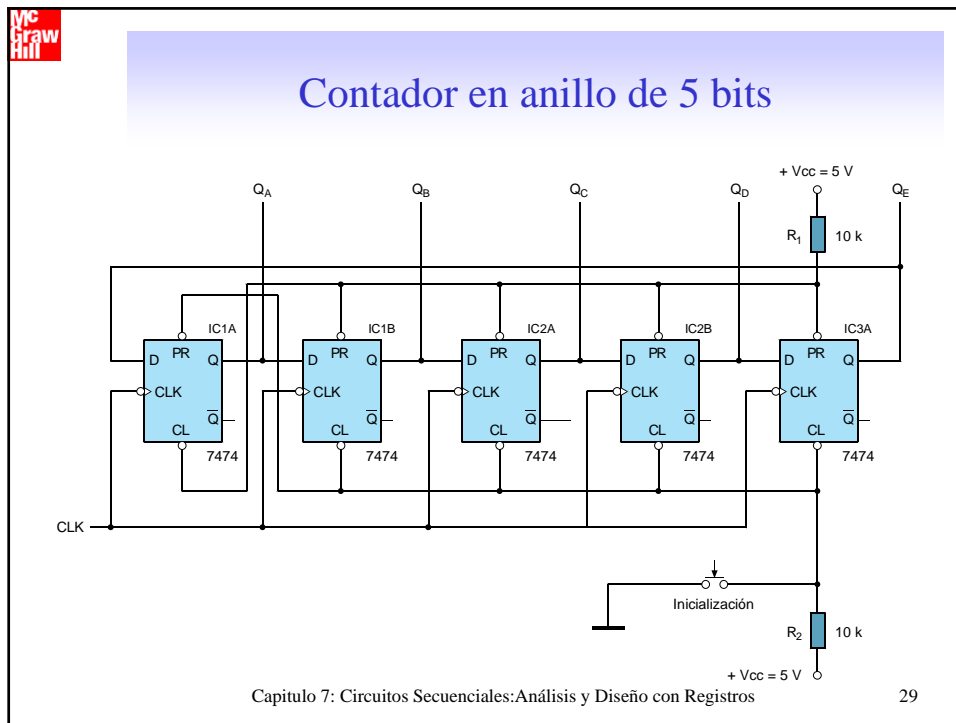 Mc
Graw
Hill
Contador en anillo de 5 bits
+ Vcc = 5 V
QA
QB
QC
QD
QE
R1
10 k
IC1A
IC1B
IC2A
IC2B
IC3A
D PR Q
D PR Q
D PR Q
D PR Q
D PR Q
CLK
CLK
CLK
CLK
CLK
Q
Q
Q
Q
Q
CL
CL
CL
CL
CL
7474
7474
7474
7474
7474
CLK
Inicialización
R2
10 k
+ Vcc = 5 V
Capitulo 7: Circuitos Secuenciales:Análisis y Diseño con Registros
29